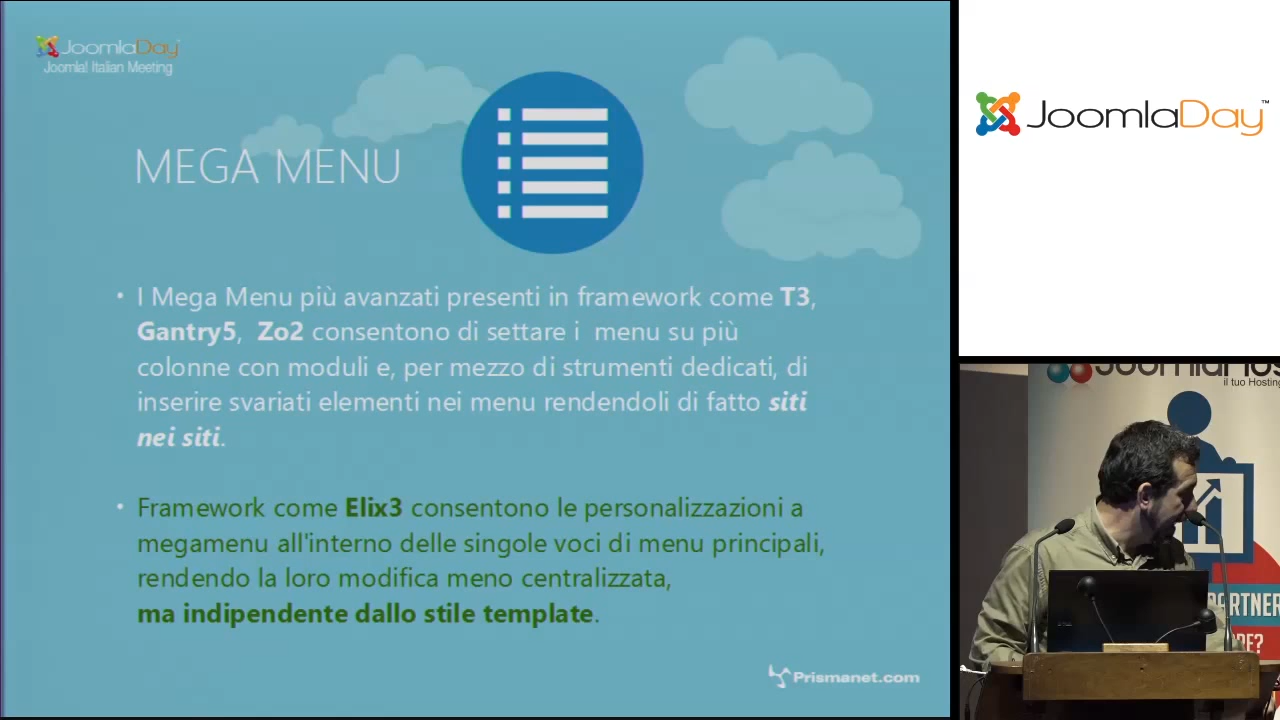 JoomlaDay
Joomla! Italian Meeting
MEGA MENU
• I Mega Menu più avanzati presenti in framework come T3,
Gantry5, Zo2 consentono di settare i menu su più
colonne con moduli e, per mezzo di strumenti dedicati, di
inserire svariati elementi nei menu rendendoli di fatto siti
nei siti.
• Framework come Elix3 consentono le personalizzazioni a
megamenu all'interno delle singole voci di menu principali,
rendendo la loro modifica meno centralizzata,
ma indipendente dallo stile template.
Prismanet.com
JoomlaDay™
il tuo Hosting